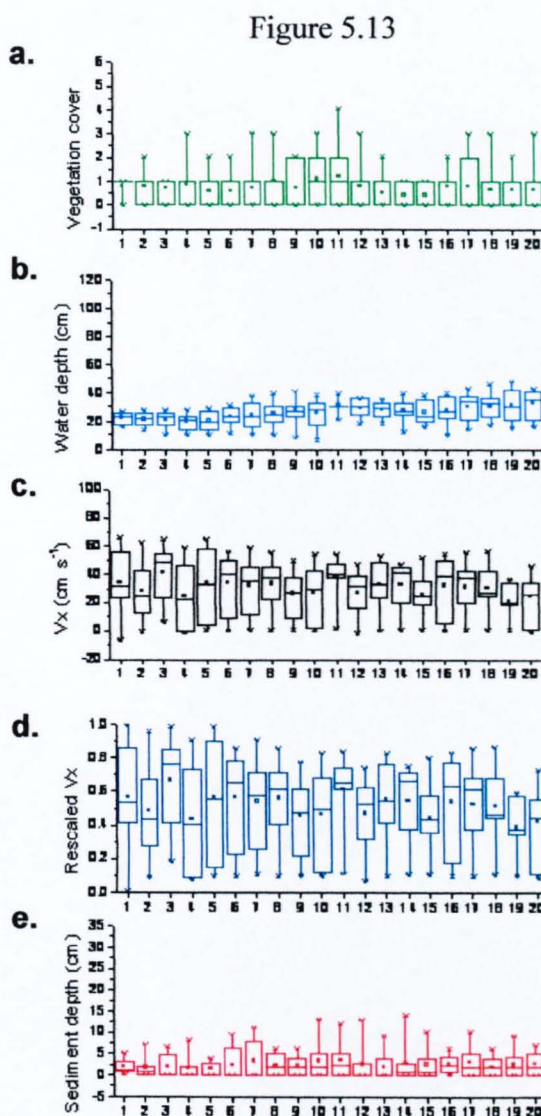 Figure 5.13
a.
Vegetation cover
6
5
4
3
2
1
0
-1
1 2 3 4 5 6 7 8 9 10 11 12 13 14 15 16 17 18 19 20
b.
Water depth (cm)
120
100
80
60
40
20
0
1 2 3 4 5 6 7 8 9 10 11 12 13 14 15 16 17 18 19 20
c.
Vx (cm s⁻¹)
100
80
60
40
20
0
-20
1 2 3 4 5 6 7 8 9 10 11 12 13 14 15 16 17 18 19 20
d.
Rescaled Vx
1.0
0.8
0.6
0.4
0.2
0.0
1 2 3 4 5 6 7 8 9 10 11 12 13 14 15 16 17 18 19 20
e.
Sediment depth (cm)
35
30
25
20
15
10
5
0
-5
1 2 3 4 5 6 7 8 9 10 11 12 13 14 15 16 17 18 19 20